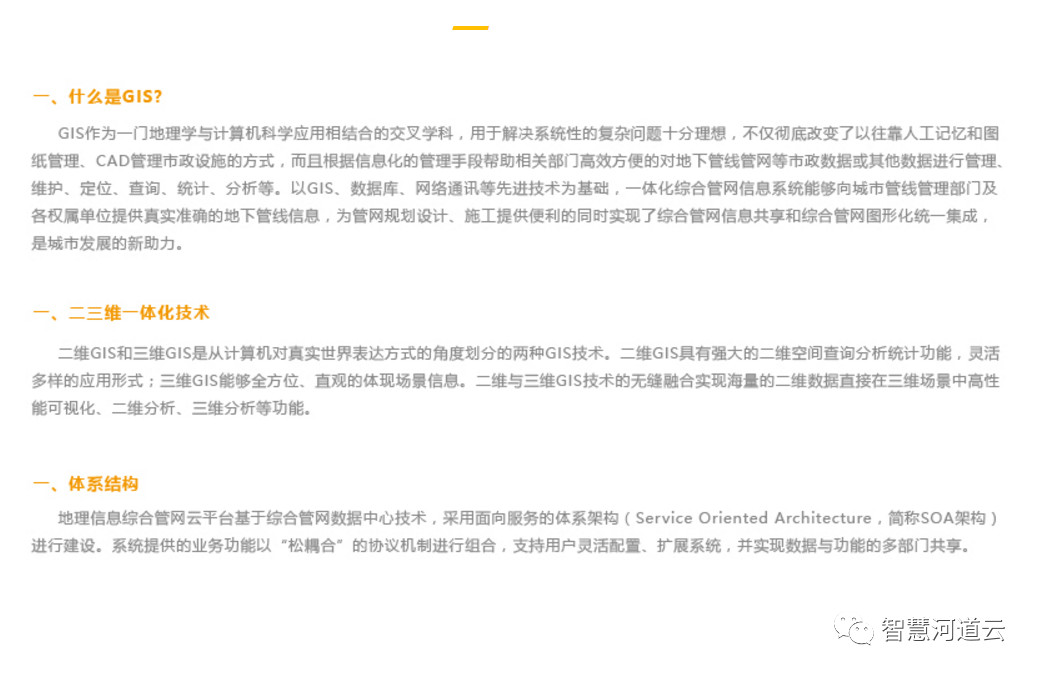 一、什么是GIS?
GIS作为一门地理学与计算机科学应用相结合的交叉学科，用于解决系统性的复杂问题十分理想，不仅彻底改变了以往靠人工记忆和图
纸管理、CAD管理市政设施的方式，而且根据信息化的管理手段帮助相关部门高效方便的对地下管线管网等市政数据或其他数据进行管理、
维护、定位、查询、统计、分析等。以GIS、数据库、网络通讯等先进技术为基础，一体化综合管网信息系统能够向城市管线管理部门及
各权属单位提供真实准确的地下管线信息，为管网规划设计、施工提供便利的同时实现了综合管网信息共享和综合管网图形化统一集成，
是城市发展的新助力。
一、二三维一体化技术
二维GIS和三维GIS是从计算机对真实世界表达方式的角度划分的两种GIS技术。二维GIS具有强大的二维空间查询分析统计功能，灵活
多样的应用形式；三维GIS能够全方位、直观的体现场景信息。二维与三维GIS技术的无缝融合实现海量的二维数据直接在三维场景中高性
能可视化、二维分析、三维分析等功能。
一、体系结构
地理信息综合管网云平台基于综合管网数据中心技术，采用面向服务的体系架构（Service Oriented Architecture，简称SOA架构）
进行建设。系统提供的业务功能以“松耦合”的协议机制进行组合，支持用户灵活配置、扩展系统，并实现数据与功能的多部门共享。
智慧河道云